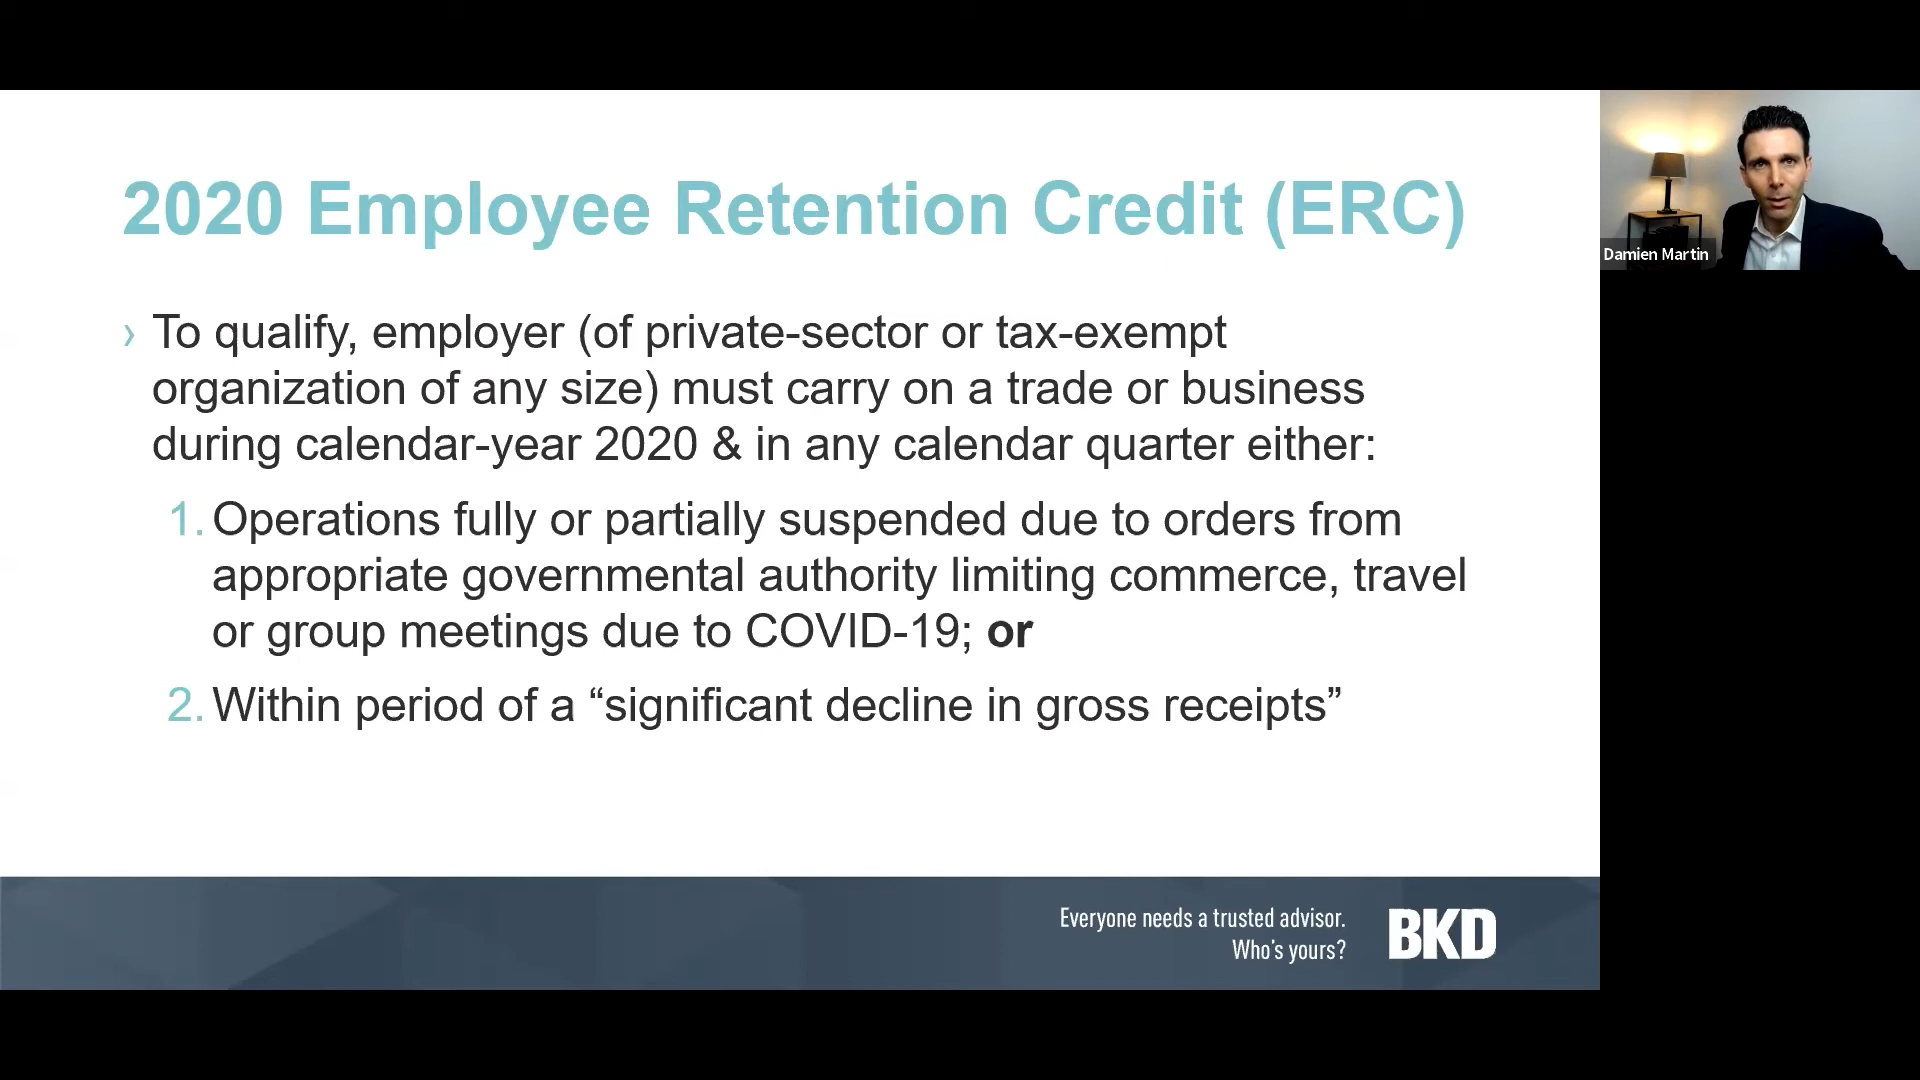 2020 Employee Retention Credit (ERC)
› To qualify, employer (of private-sector or tax-exempt
organization of any size) must carry on a trade or business
during calendar-year 2020 & in any calendar quarter either:
1. Operations fully or partially suspended due to orders from
appropriate governmental authority limiting commerce, travel
or group meetings due to COVID-19; or
2. Within period of a “significant decline in gross receipts”
Everyone needs a trusted advisor.
Who's yours?
BKD
Damien Martin